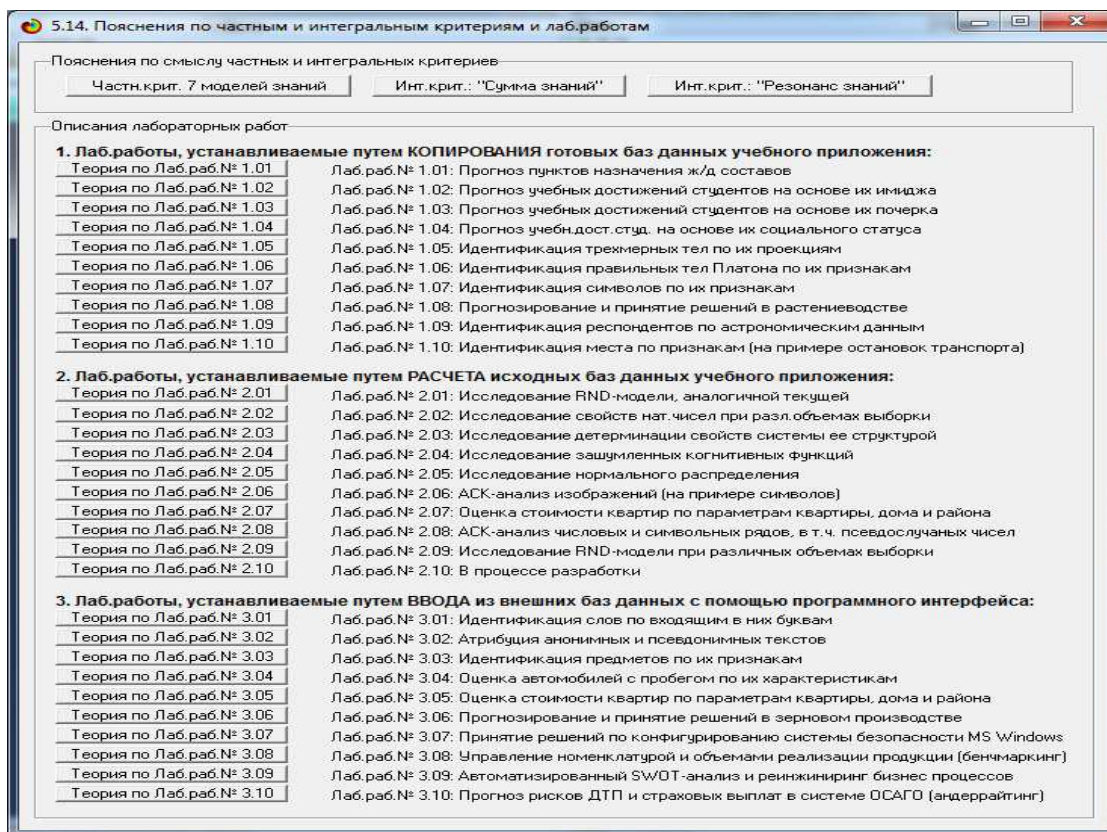 5.14. Пояснения по частным и интегральным критериям и лаб.работам
Пояснения по смыслу частных и интегральных критериев
Частн.крит. 7 моделей знаний Инт.крит.: "Сумма знаний" Инт.крит.: "Резонанс знаний"
Описания лабораторных работ
1. Лаб.работы, устанавливаемые путем КОПИРОВАНИЯ готовых баз данных учебного приложения:
Теория по Лаб.раб.№ 1.01 Лаб.раб.№ 1.01: Прогноз пунктов назначения ж/д составов
Теория по Лаб.раб.№ 1.02 Лаб.раб.№ 1.02: Прогноз учебных достижений студентов на основе их имиджа
Теория по Лаб.раб.№ 1.03 Лаб.раб.№ 1.03: Прогноз учебных достижений студентов на основе их почерка
Теория по Лаб.раб.№ 1.04 Лаб.раб.№ 1.04: Прогноз учебн.дост.студ. на основе их социального статуса
Теория по Лаб.раб.№ 1.05 Лаб.раб.№ 1.05: Идентификация трехмерных тел по их проекциям
Теория по Лаб.раб.№ 1.06 Лаб.раб.№ 1.06: Идентификация правильных тел Платона по их признакам
Теория по Лаб.раб.№ 1.07 Лаб.раб.№ 1.07: Идентификация символов по их признакам
Теория по Лаб.раб.№ 1.08 Лаб.раб.№ 1.08: Прогнозирование и принятие решений в растениеводстве
Теория по Лаб.раб.№ 1.09 Лаб.раб.№ 1.09: Идентификация респондентов по астрономическим данным
Теория по Лаб.раб.№ 1.10 Лаб.раб.№ 1.10: Идентификация места по признакам (на примере остановок транспорта)
2. Лаб.работы, устанавливаемые путем РАСЧЕТА исходных баз данных учебного приложения:
Теория по Лаб.раб.№ 2.01 Лаб.раб.№ 2.01: Исследование RND-модели, аналогичной текущей
Теория по Лаб.раб.№ 2.02 Лаб.раб.№ 2.02: Исследование свойств нат.чисел при разл.объемах выборки
Теория по Лаб.раб.№ 2.03 Лаб.раб.№ 2.03: Исследование детерминации свойств системы ее структурой
Теория по Лаб.раб.№ 2.04 Лаб.раб.№ 2.04: Исследование зашумленных когнитивных функций
Теория по Лаб.раб.№ 2.05 Лаб.раб.№ 2.05: Исследование нормального распределения
Теория по Лаб.раб.№ 2.06 Лаб.раб.№ 2.06: АСК-анализ изображений (на примере символов)
Теория по Лаб.раб.№ 2.07 Лаб.раб.№ 2.07: Оценка стоимости квартир по параметрам квартиры, дома и района
Теория по Лаб.раб.№ 2.08 Лаб.раб.№ 2.08: АСК-анализ числовых и символьных рядов, в т.ч. псевдослучаных чисел
Теория по Лаб.раб.№ 2.09 Лаб.раб.№ 2.09: Исследование RND-модели при различных объемах выборки
Теория по Лаб.раб.№ 2.10 Лаб.раб.№ 2.10: В процессе разработки
3. Лаб.работы, устанавливаемые путем ВВОДА из внешних баз данных с помощью программного интерфейса:
Теория по Лаб.раб.№ 3.01 Лаб.раб.№ 3.01: Идентификация слов по входящим в них буквам
Теория по Лаб.раб.№ 3.02 Лаб.раб.№ 3.02: Атрибуция анонимных и псевдонимных текстов
Теория по Лаб.раб.№ 3.03 Лаб.раб.№ 3.03: Идентификация предметов по их признакам
Теория по Лаб.раб.№ 3.04 Лаб.раб.№ 3.04: Оценка автомобилей с пробегом по их характеристикам
Теория по Лаб.раб.№ 3.05 Лаб.раб.№ 3.05: Оценка стоимости квартир по параметрам квартиры, дома и района
Теория по Лаб.раб.№ 3.06 Лаб.раб.№ 3.06: Прогнозирование и принятие решений в зерновом производстве
Теория по Лаб.раб.№ 3.07 Лаб.раб.№ 3.07: Принятие решений по конфигурированию системы безопасности MS Windows
Теория по Лаб.раб.№ 3.08 Лаб.раб.№ 3.08: Управление номенклатурой и объемами реализации продукции (бенчмаркинг)
Теория по Лаб.раб.№ 3.09 Лаб.раб.№ 3.09: Автоматизированный SWOT-анализ и реинжиниринг бизнес процессов
Теория по Лаб.раб.№ 3.10 Лаб.раб.№ 3.10: Прогноз рисков ДТП и страховых выплат в системе ОСАГО (андеррайтинг)